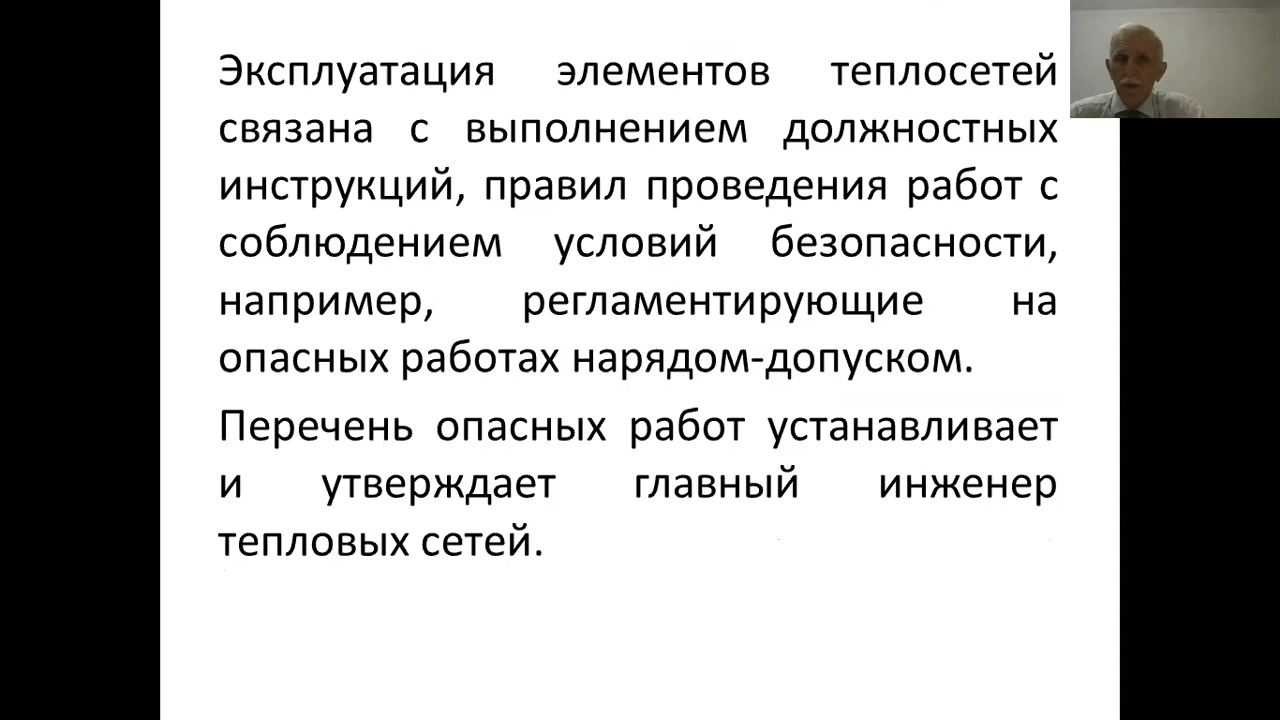 Эксплуатация элементов теплосетей
связана с выполнением должностных
инструкций, правил проведения работ с
соблюдением условий безопасности,
например, регламентирующие на
опасных работах нарядом-допуском.
Перечень опасных работ устанавливает
и утверждает главный инженер
тепловых сетей.